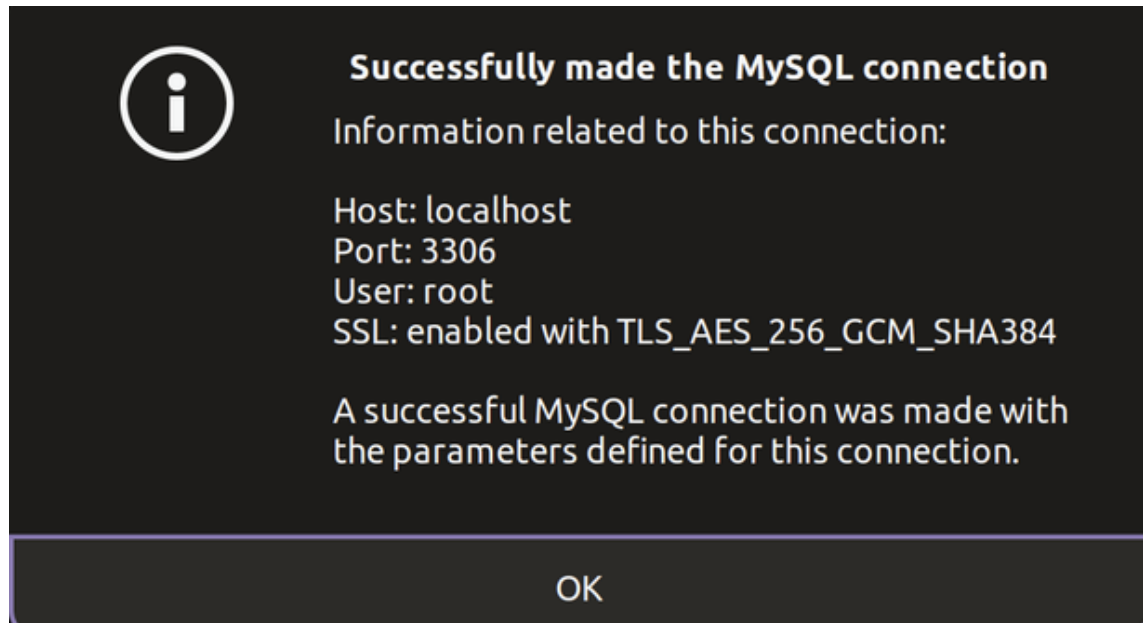 Successfully made the MySQL connection
Information related to this connection:
Host: localhost
Port: 3306
User: root
SSL: enabled with TLS_AES_256_GCM_SHA384
A successful MySQL connection was made with
the parameters defined for this connection.
OK